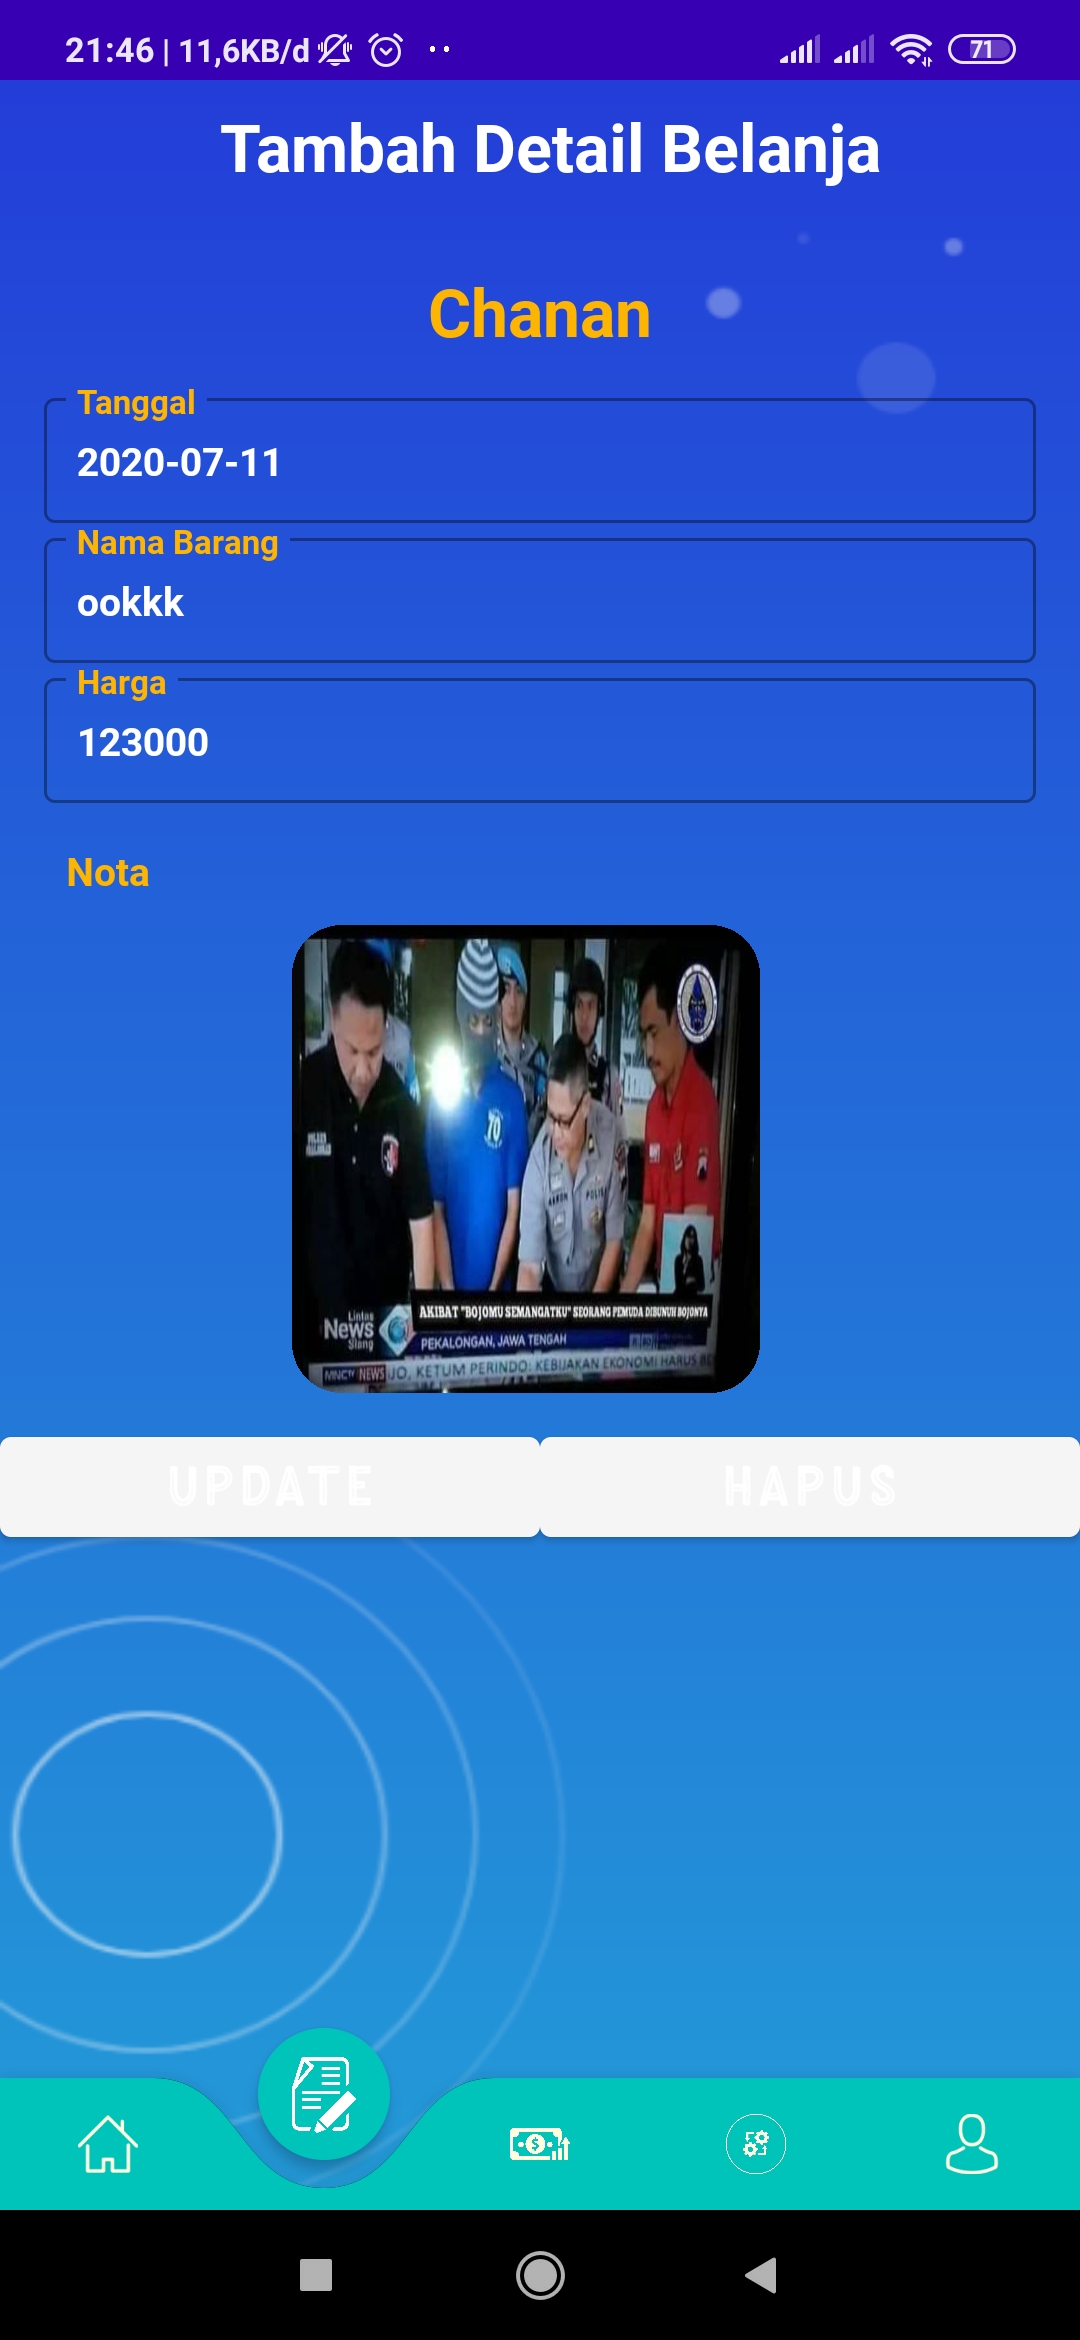 21:46 | 11,6KB/d
71
Tambah Detail Belanja
Chanan
Tanggal
2020-07-11
Nama Barang
ookkk
Harga
123000
Nota
70
POLISI
Lintas
News
Siang
AKIBAT "BOJOMU SEMANGATKU" SEORANG PEMUDA DIBUNUH BOJONYA
PEKALONGAN, JAWA TENGAH
MNCTV NEWS JO, KETUM PERINDO: KEBIJAKAN EKONOMI HARUS
UPDATE
HAPUS